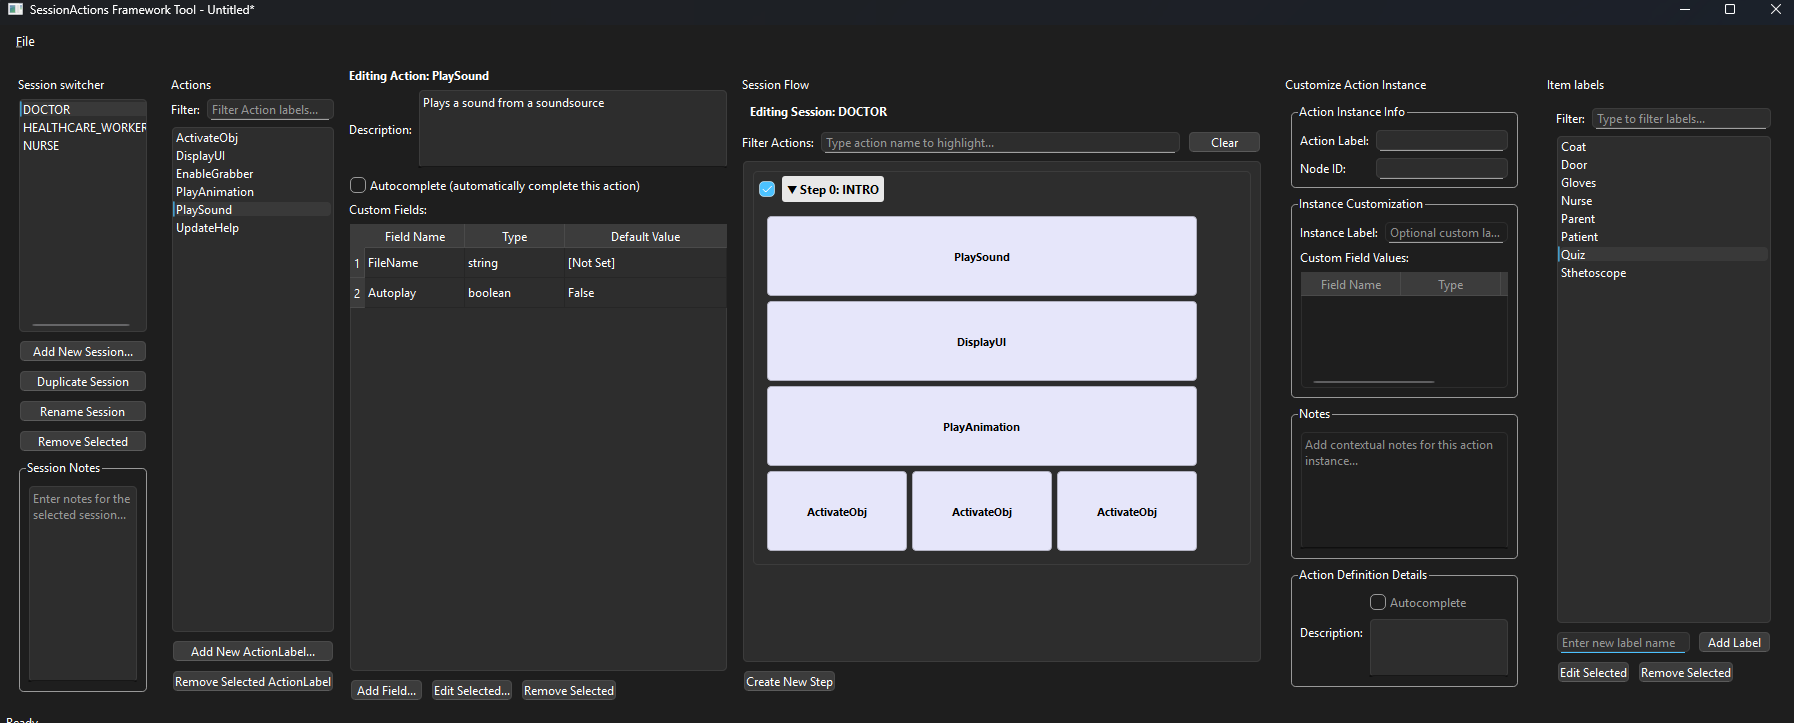 SessionActions Framework Tool - Untitled*
File
Session switcher
DOCTOR
HEALTHCARE_WORKER
NURSE
Add New Session...
Duplicate Session
Rename Session
Remove Selected
Session Notes
Enter notes for the
selected session...
Actions
Filter: Filter Action labels...
ActivateObj
DisplayUI
EnableGrabber
PlayAnimation
PlaySound
UpdateHelp
Add New ActionLabel...
Remove Selected ActionLabel
Editing Action: PlaySound
Description: Plays a sound from a soundsource
Autocomplete (automatically complete this action)
Custom Fields:
Field Name Type Default Value
1 FileName string [Not Set]
2 Autoplay boolean False
Add Field... Edit Selected... Remove Selected
Session Flow
Editing Session: DOCTOR
Filter Actions: Type action name to highlight... Clear
▼ Step 0: INTRO
PlaySound
DisplayUI
PlayAnimation
ActivateObj ActivateObj ActivateObj
Create New Step
Customize Action Instance
Action Instance Info
Action Label:
Node ID:
Instance Customization
Instance Label: Optional custom la...
Custom Field Values:
Field Name Type
Notes
Add contextual notes for this action
instance...
Action Definition Details
Autocomplete
Description:
Item labels
Filter: Type to filter labels...
Coat
Door
Gloves
Nurse
Parent
Patient
Quiz
Sthetoscope
Enter new label name Add Label
Edit Selected Remove Selected
Ready